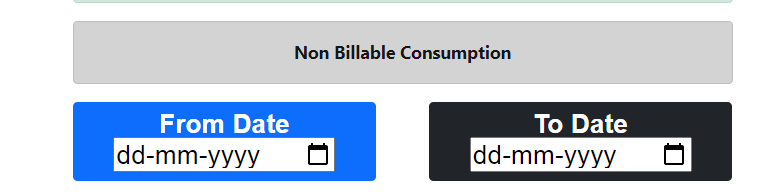 Non Billable Consumption
From Date To Date
dd-mm-yyyy dd-mm-yyyy